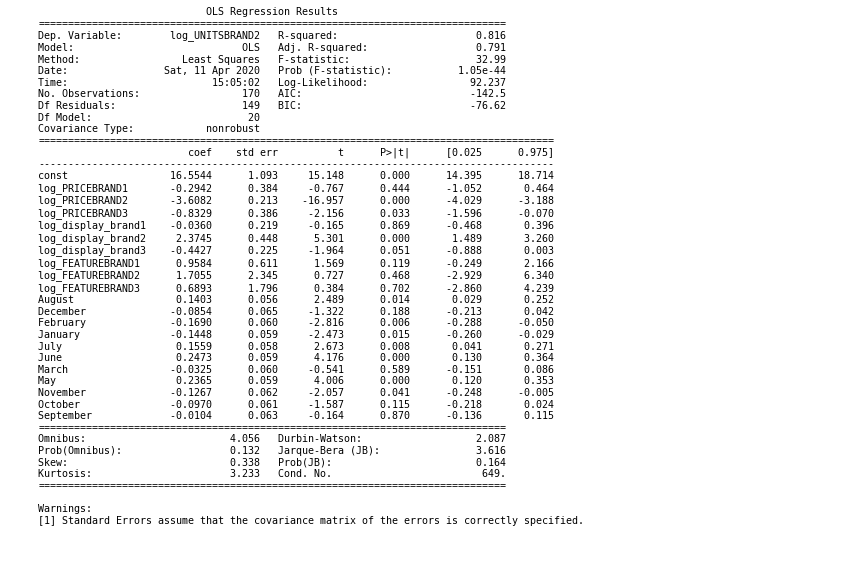 OLS Regression Results
==============================================================================
Dep. Variable:        log_UNITSBRAND2   R-squared:                       0.816
Model:                            OLS   Adj. R-squared:                  0.791
Method:                 Least Squares   F-statistic:                     32.99
Date:                Sat, 11 Apr 2020   Prob (F-statistic):           1.05e-44
Time:                        15:05:02   Log-Likelihood:                 92.237
No. Observations:                 170   AIC:                            -142.5
Df Residuals:                     149   BIC:                            -76.62
Df Model:                          20
Covariance Type:            nonrobust
======================================================================================
                         coef    std err          t      P>|t|      [0.025      0.975]
--------------------------------------------------------------------------------------
const                 16.5544      1.093     15.148      0.000      14.395      18.714
log_PRICEBRAND1       -0.2942      0.384     -0.767      0.444      -1.052       0.464
log_PRICEBRAND2       -3.6082      0.213    -16.957      0.000      -4.029      -3.188
log_PRICEBRAND3       -0.8329      0.386     -2.156      0.033      -1.596      -0.070
log_display_brand1    -0.0360      0.219     -0.165      0.869      -0.468       0.396
log_display_brand2     2.3745      0.448      5.301      0.000       1.489       3.260
log_display_brand3    -0.4427      0.225     -1.964      0.051      -0.888       0.003
log_FEATUREBRAND1      0.9584      0.611      1.569      0.119      -0.249       2.166
log_FEATUREBRAND2      1.7055      2.345      0.727      0.468      -2.929       6.340
log_FEATUREBRAND3      0.6893      1.796      0.384      0.702      -2.860       4.239
August                 0.1403      0.056      2.489      0.014       0.029       0.252
December              -0.0854      0.065     -1.322      0.188      -0.213       0.042
February              -0.1690      0.060     -2.816      0.006      -0.288      -0.050
January               -0.1448      0.059     -2.473      0.015      -0.260      -0.029
July                   0.1559      0.058      2.673      0.008       0.041       0.271
June                   0.2473      0.059      4.176      0.000       0.130       0.364
March                 -0.0325      0.060     -0.541      0.589      -0.151       0.086
May                    0.2365      0.059      4.006      0.000       0.120       0.353
November              -0.1267      0.062     -2.057      0.041      -0.248      -0.005
October               -0.0970      0.061     -1.587      0.115      -0.218       0.024
September             -0.0104      0.063     -0.164      0.870      -0.136       0.115
==============================================================================
Omnibus:                        4.056   Durbin-Watson:                   2.087
Prob(Omnibus):                  0.132   Jarque-Bera (JB):                3.616
Skew:                           0.338   Prob(JB):                        0.164
Kurtosis:                       3.233   Cond. No.                         649.
==============================================================================
Warnings:
[1] Standard Errors assume that the covariance matrix of the errors is correctly specified.